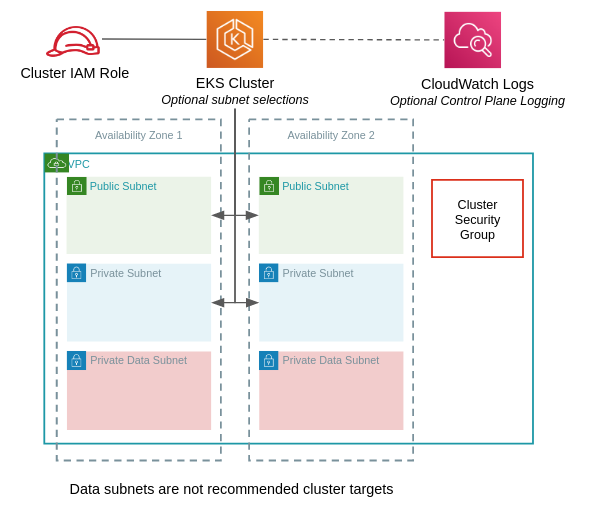 Cluster IAM Role
EKS Cluster
Optional subnet selections
CloudWatch Logs
Optional Control Plane Logging
Availability Zone 1
Availability Zone 2
VPC
Public Subnet
Public Subnet
Cluster
Security
Group
Private Subnet
Private Subnet
Private Data Subnet
Private Data Subnet
Data subnets are not recommended cluster targets